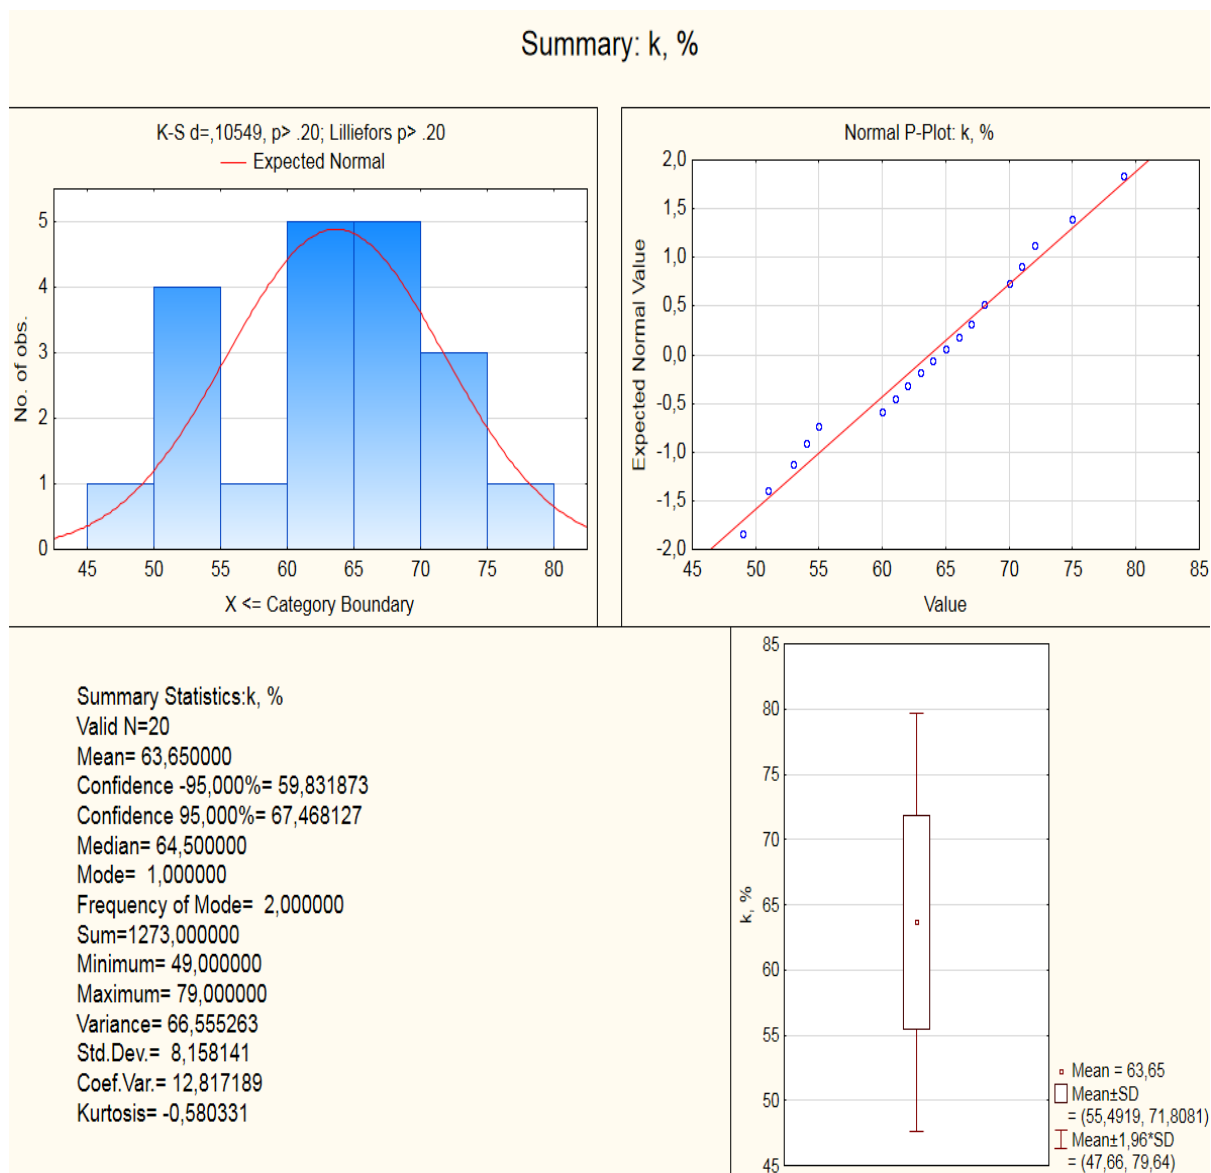 Summary: k, %
K-S d=,10549, p> .20; Lilliefors p> .20
Expected Normal
5
4
3
2
1
0
No. of obs.
45 50 55 60 65 70 75 80
X <= Category Boundary
Normal P-Plot: k, %
2,0
1,5
1,0
0,5
0,0
-0,5
-1,0
-1,5
-2,0
Expected Normal Value
45 50 55 60 65 70 75 80 85
Value
Summary Statistics:k, %
Valid N=20
Mean= 63,650000
Confidence -95,000%= 59,831873
Confidence 95,000%= 67,468127
Median= 64,500000
Mode= 1,000000
Frequency of Mode= 2,000000
Sum=1273,000000
Minimum= 49,000000
Maximum= 79,000000
Variance= 66,555263
Std.Dev.= 8,158141
Coef.Var.= 12,817189
Kurtosis= -0,580331
85
80
75
70
65
60
55
50
45
k, %
Mean = 63,65
Mean±SD
= (55,4919, 71,8081)
Mean±1,96*SD
= (47,66, 79,64)